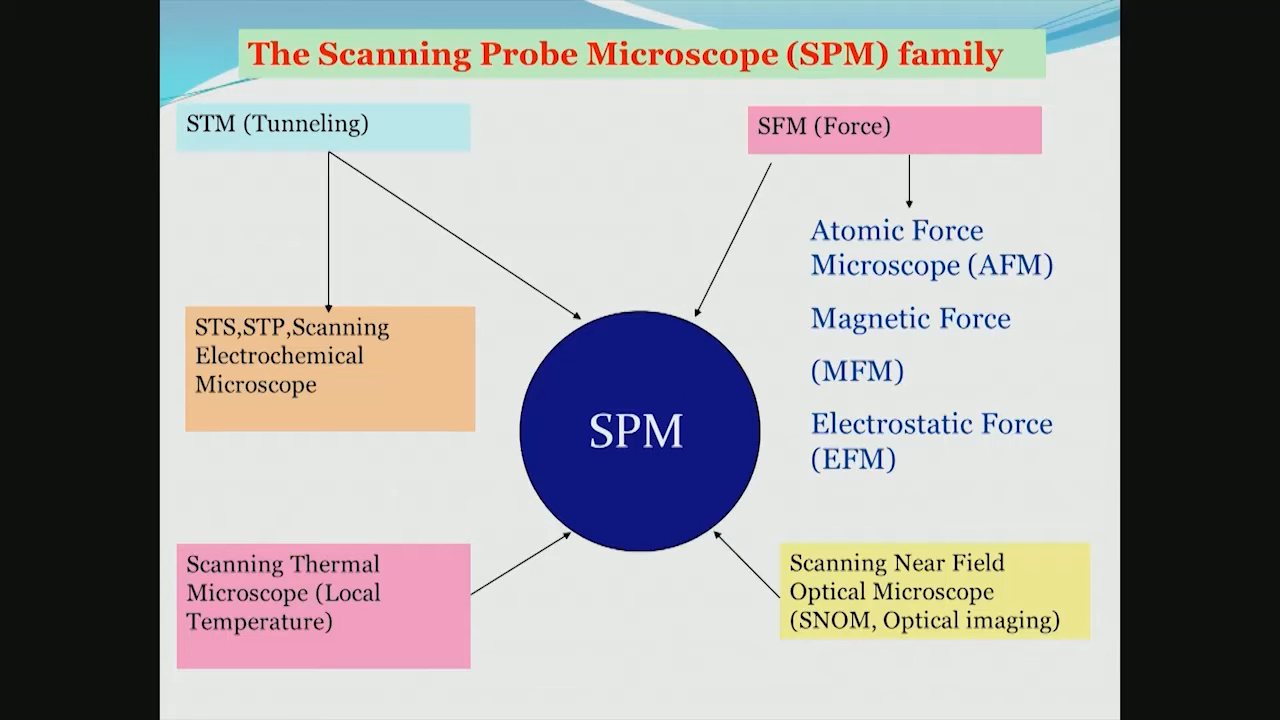 The Scanning Probe Microscope (SPM) family
STM (Tunneling)
SFM (Force)
Atomic Force
Microscope (AFM)
Magnetic Force
(MFM)
Electrostatic Force
(EFM)
STS,STP,Scanning
Electrochemical
Microscope
SPM
Scanning Thermal
Microscope (Local
Temperature)
Scanning Near Field
Optical Microscope
(SNOM, Optical imaging)